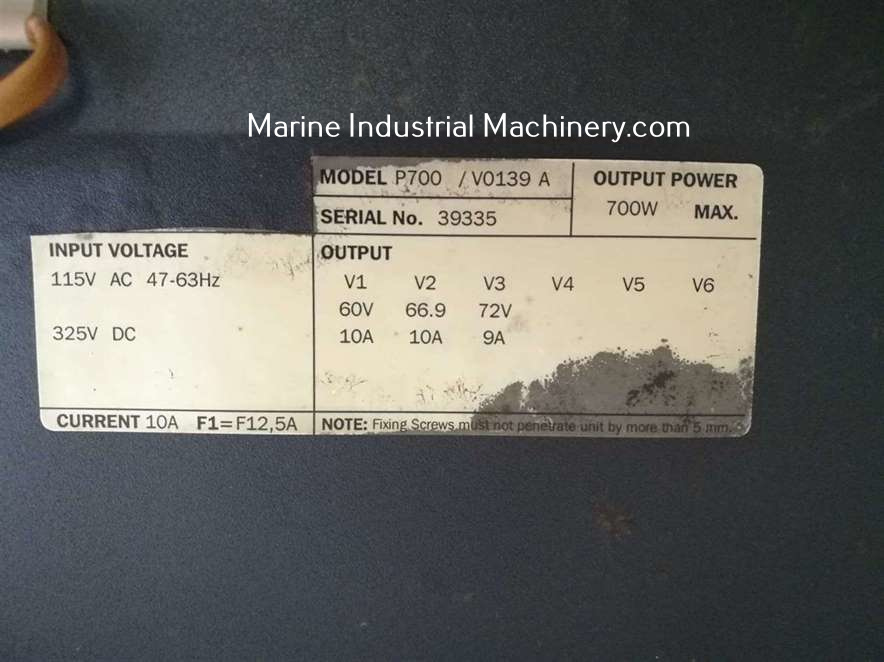 Marine Industrial Machinery.com
MODEL P700 /V0139 A
SERIAL No. 39335
OUTPUT POWER
700W MAX.
INPUT VOLTAGE
115V AC 47-63Hz
325V DC
OUTPUT
V1 V2 V3 V4 V5 V6
60V 66.9 72V
10A 10A 9A
CURRENT 10A F1=F12,5A
NOTE: Fixing Screws must not penetrate unit by more than 5 mm.